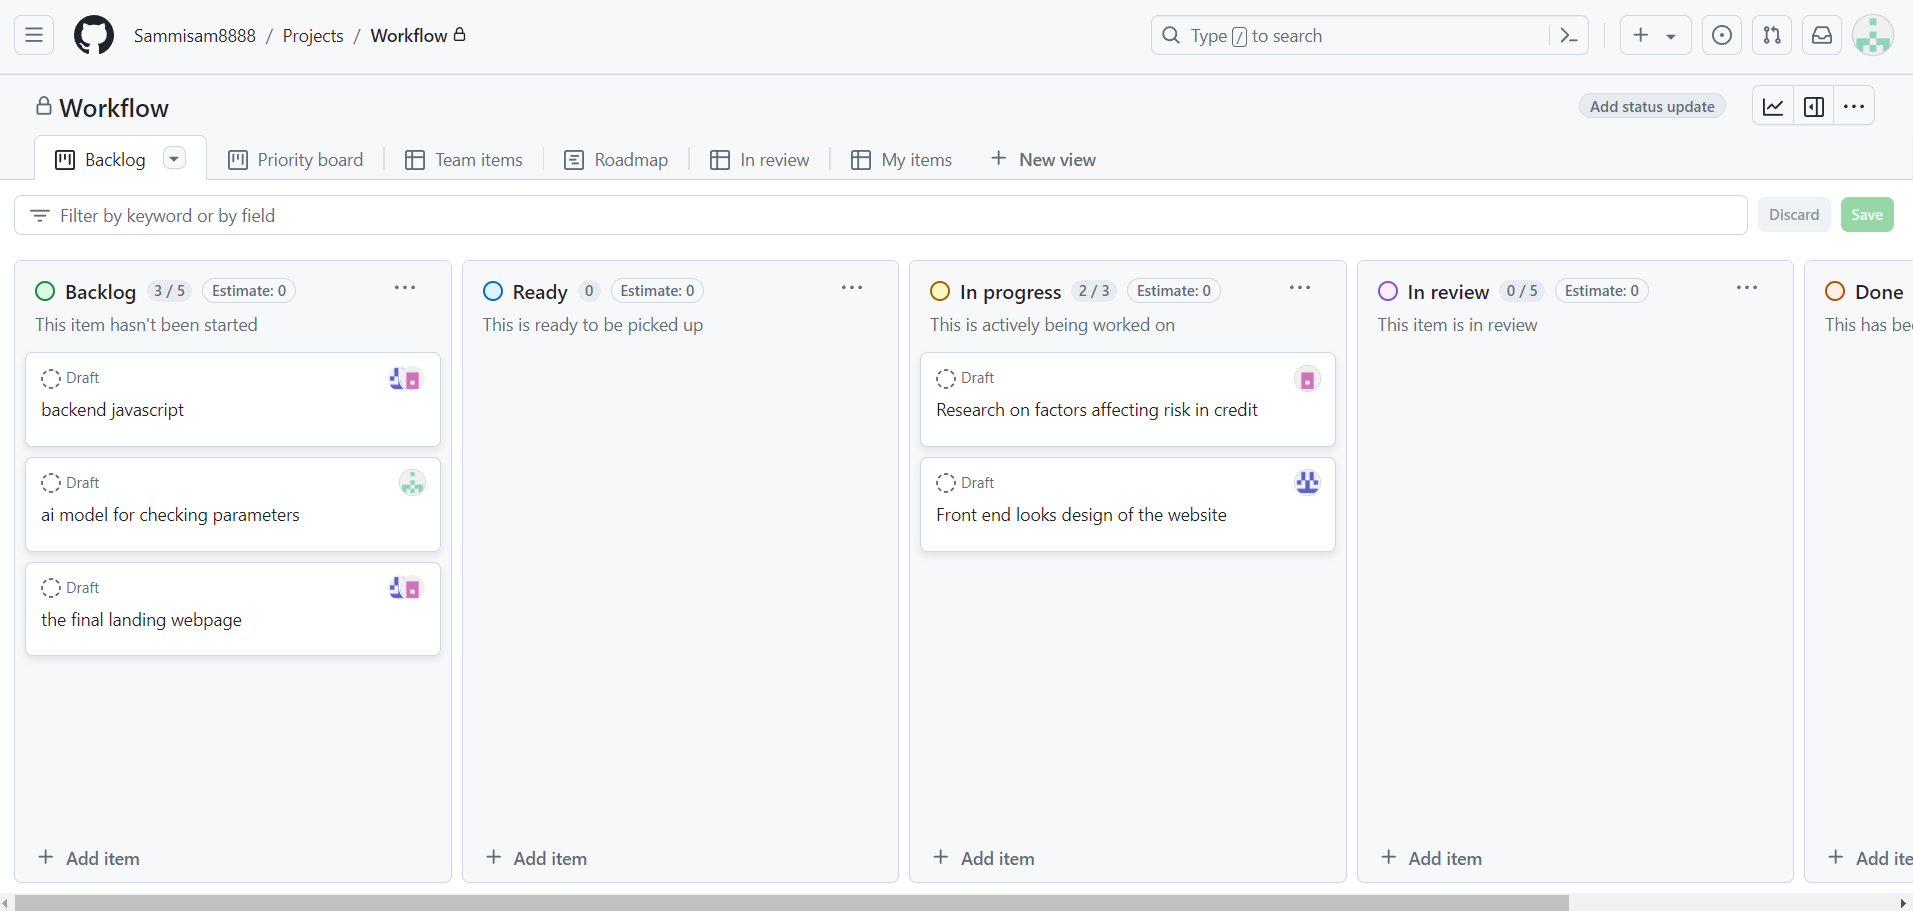 Sammisam8888 / Projects / Workflow
Type / to search
Workflow
Add status update
Backlog
Priority board
Team items
Roadmap
In review
My items
New view
Filter by keyword or by field
Discard
Save
Backlog 3 / 5 Estimate: 0
This item hasn't been started
Draft
backend javascript
Draft
ai model for checking parameters
Draft
the final landing webpage
Add item
Ready 0 Estimate: 0
This is ready to be picked up
Add item
In progress 2 / 3 Estimate: 0
This is actively being worked on
Draft
Research on factors affecting risk in credit
Draft
Front end looks design of the website
Add item
In review 0 / 5 Estimate: 0
This item is in review
Add item
Done
This has
Add